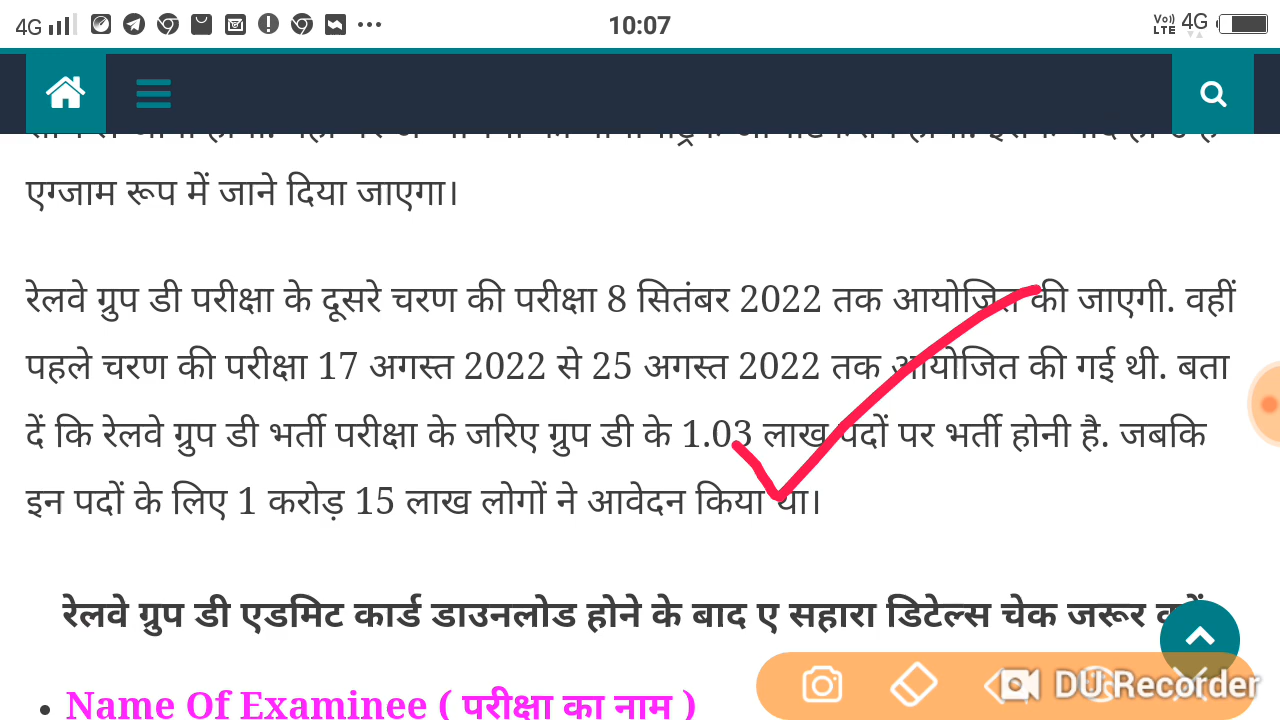 4G 10:07 Vo)) LTE 4G
एग्जाम रूप में जाने दिया जाएगा।
रेलवे ग्रुप डी परीक्षा के दूसरे चरण की परीक्षा 8 सितंबर 2022 तक आयोजित की जाएगी. वहीं
पहले चरण की परीक्षा 17 अगस्त 2022 से 25 अगस्त 2022 तक आयोजित की गई थी. बता
दें कि रेलवे ग्रुप डी भर्ती परीक्षा के जरिए ग्रुप डी के 1.03 लाख पदों पर भर्ती होनी है. जबकि
इन पदों के लिए 1 करोड़ 15 लाख लोगों ने आवेदन किया था।
रेलवे ग्रुप डी एडमिट कार्ड डाउनलोड होने के बाद ए सहारा डिटेल्स चेक जरूर
Name Of Examinee ( परीक्षा का नाम )
DU Recorder